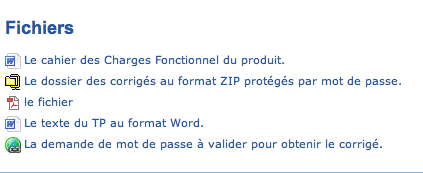 Fichiers
Le cahier des Charges Fonctionnel du produit.
Le dossier des corrigés au format ZIP protégés par mot de passe.
le fichier
Le texte du TP au format Word.
La demande de mot de passe à valider pour obtenir le corrigé.